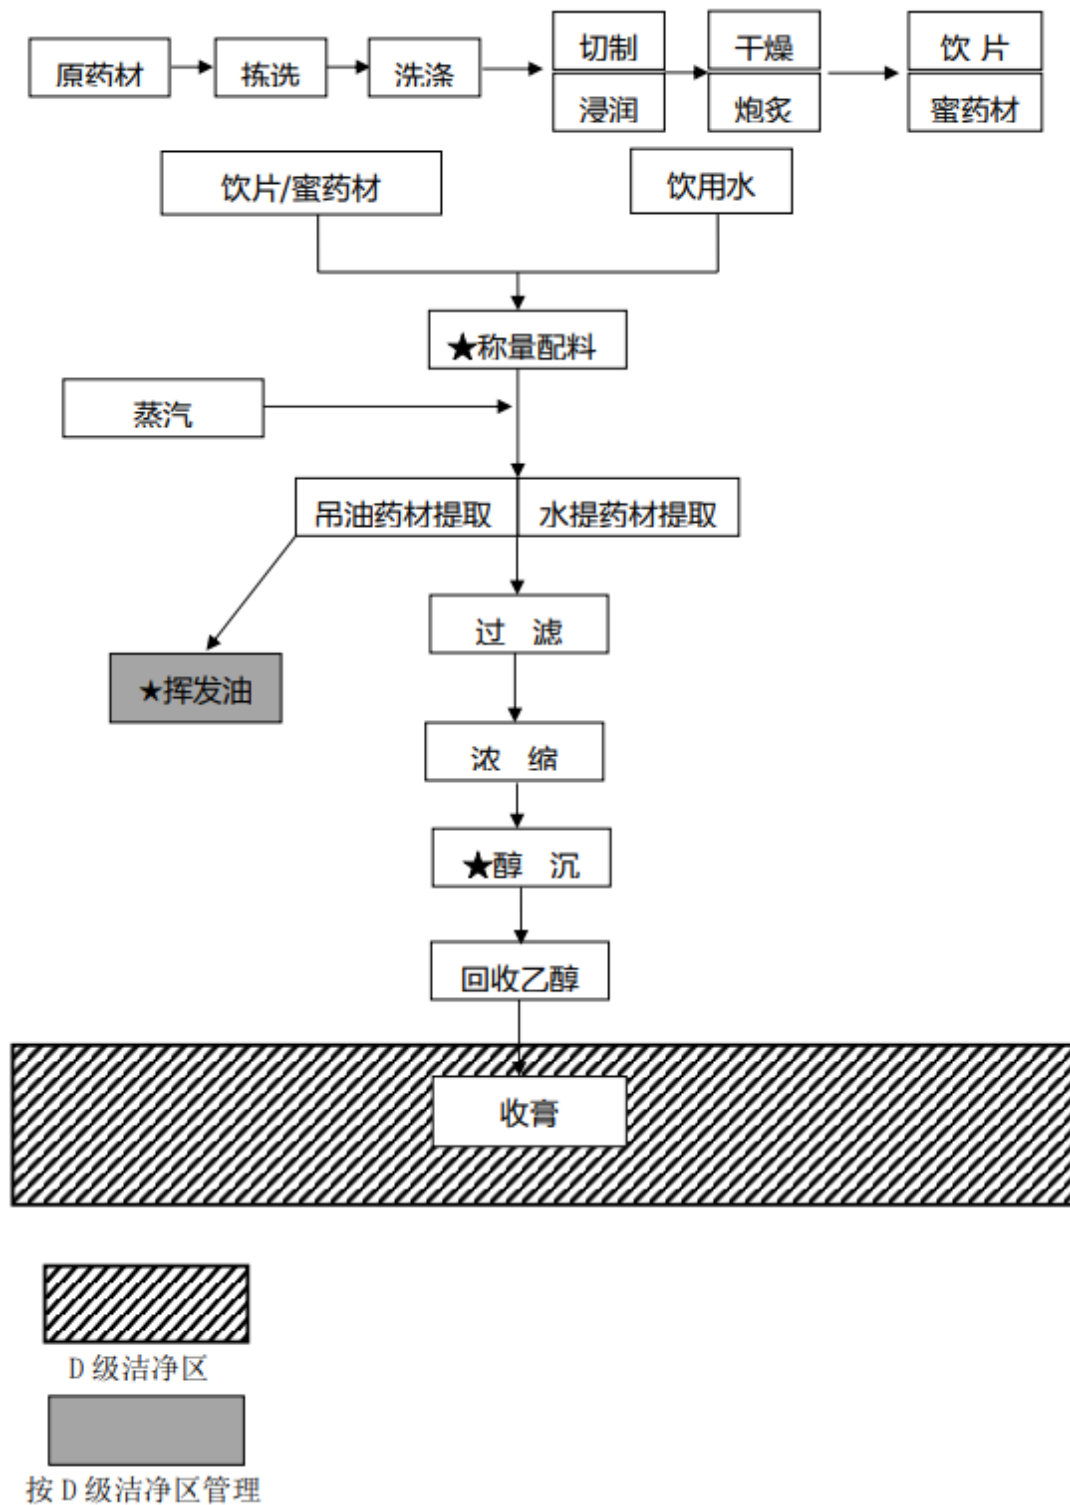 原药材 拣选 洗涤 切制 干燥 饮 片
浸润 炮炙 蜜药材
饮片/蜜药材 饮用水
★称量配料
蒸汽
吊油药材提取 水提药材提取
过 滤
★挥发油
浓 缩
★醇 沉
回收乙醇
收膏
D 级洁净区
按 D 级洁净区管理